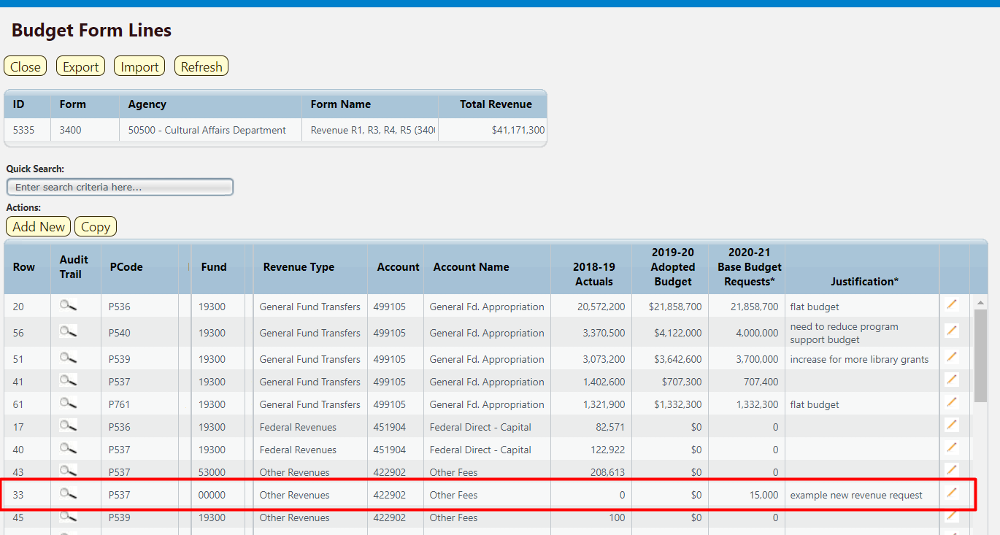 Budget Form Lines
Close Export Import Refresh
ID Form Agency Form Name Total Revenue
5335 3400 50500 - Cultural Affairs Department Revenue R1, R3, R4, R5 (340 $41,171,300
Quick Search:
Enter search criteria here...
Actions:
Add New Copy
Row Audit Trail PCode Fund Revenue Type Account Account Name 2018-19 Actuals 2019-20 Adopted Budget 2020-21 Base Budget Requests* Justification*
20 P536 19300 General Fund Transfers 499105 General Fd. Appropriation 20,572,200 $21,858,700 21,858,700 flat budget
56 P540 19300 General Fund Transfers 499105 General Fd. Appropriation 3,370,500 $4,122,000 4,000,000 need to reduce program support budget
51 P539 19300 General Fund Transfers 499105 General Fd. Appropriation 3,073,200 $3,642,600 3,700,000 increase for more library grants
41 P537 19300 General Fund Transfers 499105 General Fd. Appropriation 1,402,600 $707,300 707,400
61 P761 19300 General Fund Transfers 499105 General Fd. Appropriation 1,321,900 $1,332,300 1,332,300 flat budget
17 P536 19300 Federal Revenues 451904 Federal Direct - Capital 82,571 $0 0
40 P537 19300 Federal Revenues 451904 Federal Direct - Capital 122,922 $0 0
43 P537 53000 Other Revenues 422902 Other Fees 208,613 $0 0
33 P537 00000 Other Revenues 422902 Other Fees 0 $0 15,000 example new revenue request
45 P539 19300 Other Revenues 422902 Other Fees 100 $0 0